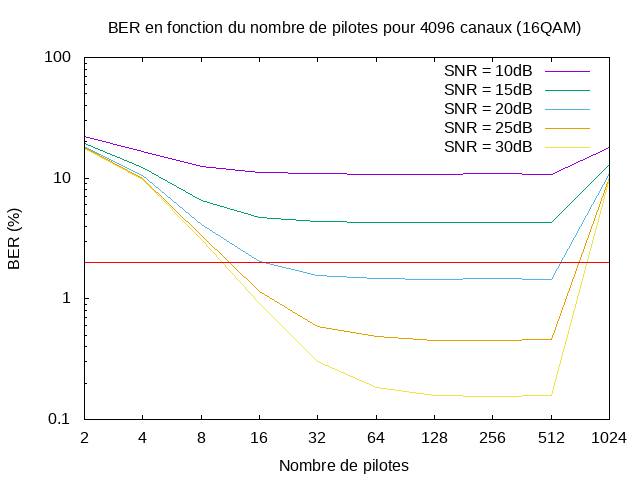 BER en fonction du nombre de pilotes pour 4096 canaux (16QAM)
100
SNR = 10dB
SNR = 15dB
SNR = 20dB
SNR = 25dB
SNR = 30dB
10
BER (%)
1
0.1
2 4 8 16 32 64 128 256 512 1024
Nombre de pilotes